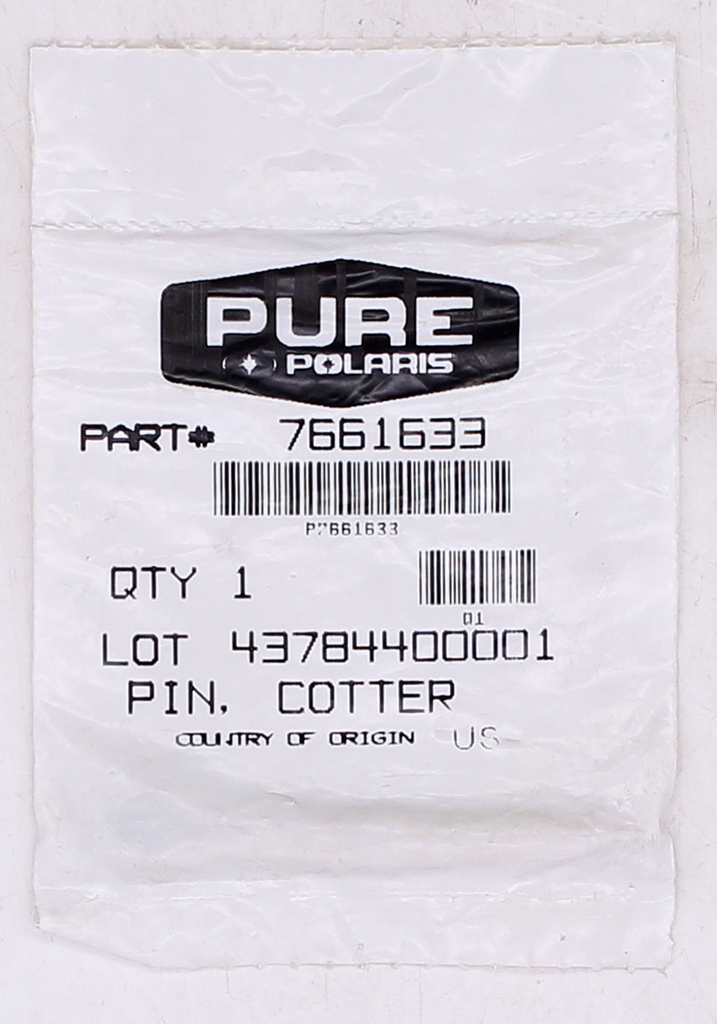 PURE
POLARIS
PART# 7661633
P7661633
QTY 1
01
LOT 43784400001
PIN, COTTER
COUNTRY OF ORIGIN US